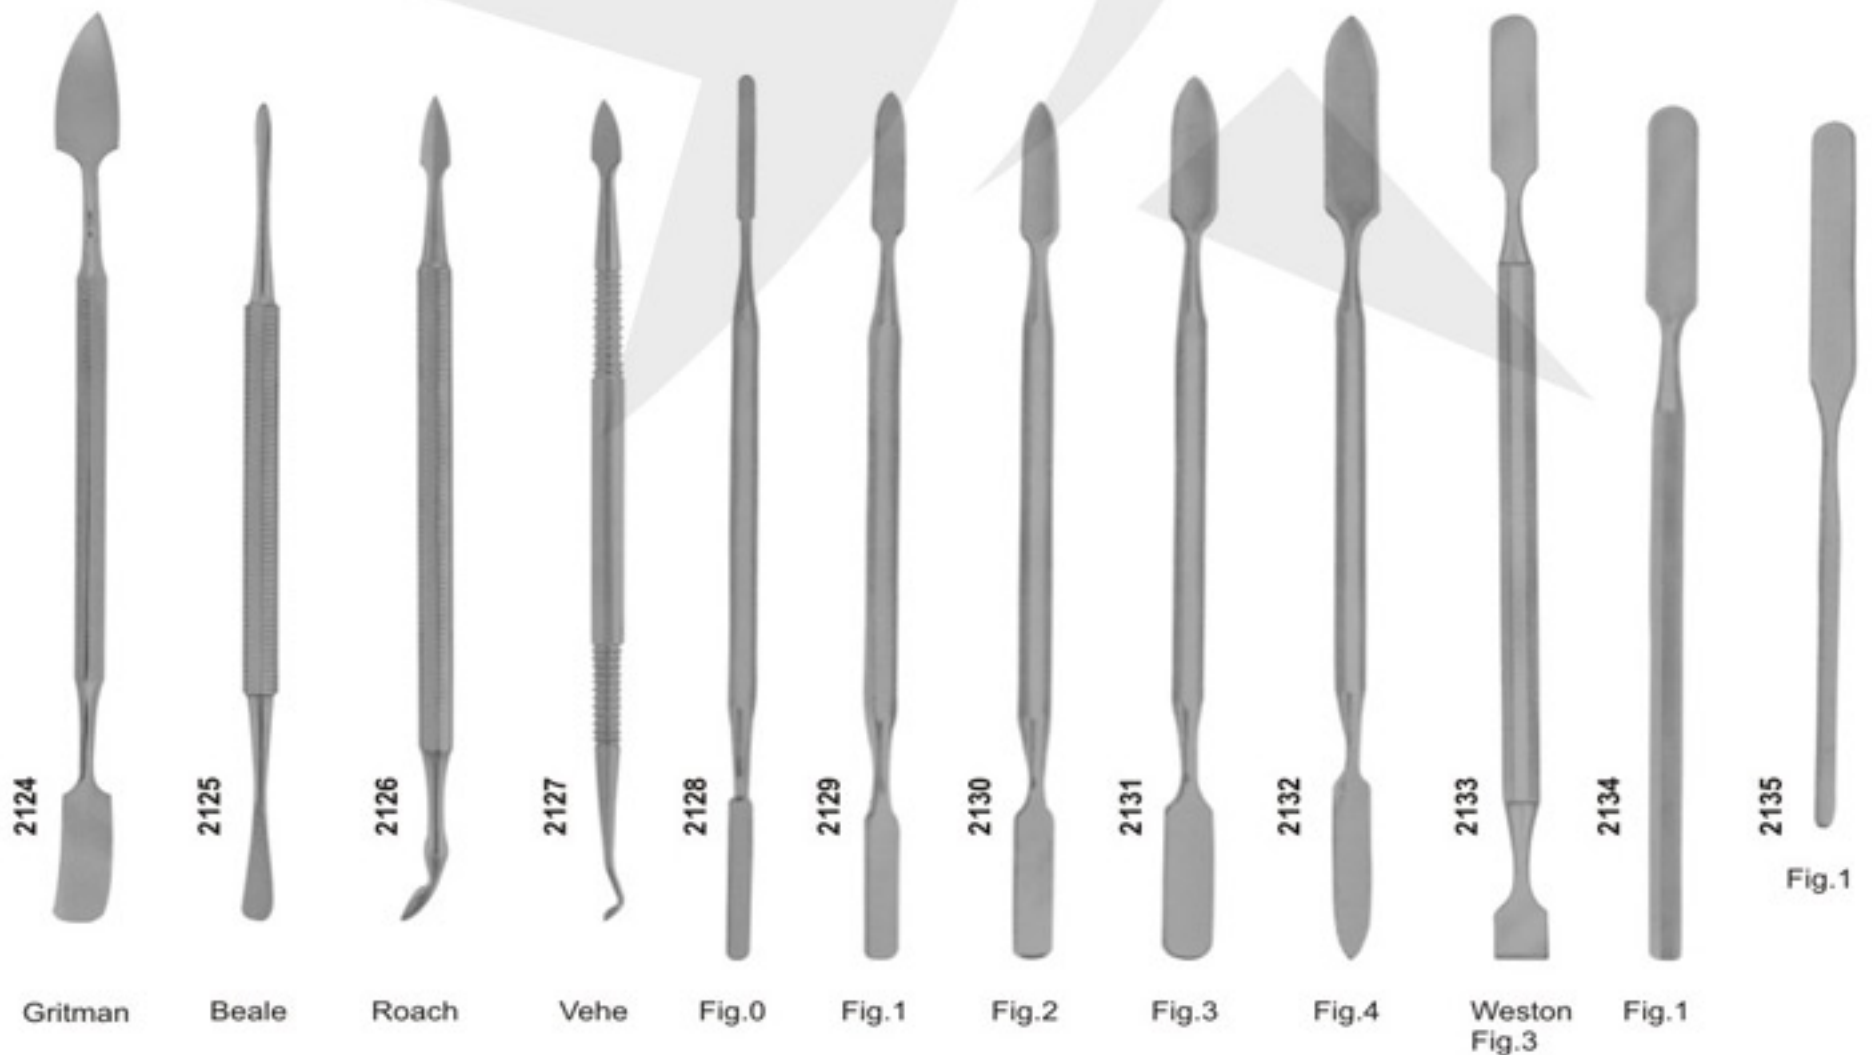 2124
2125
2126
2127
2128
2129
2130
2131
2132
2133
2134
2135
Fig.1
Gritman
Beale
Roach
Vehe
Fig.0
Fig.1
Fig.2
Fig.3
Fig.4
Weston
Fig.3
Fig.1